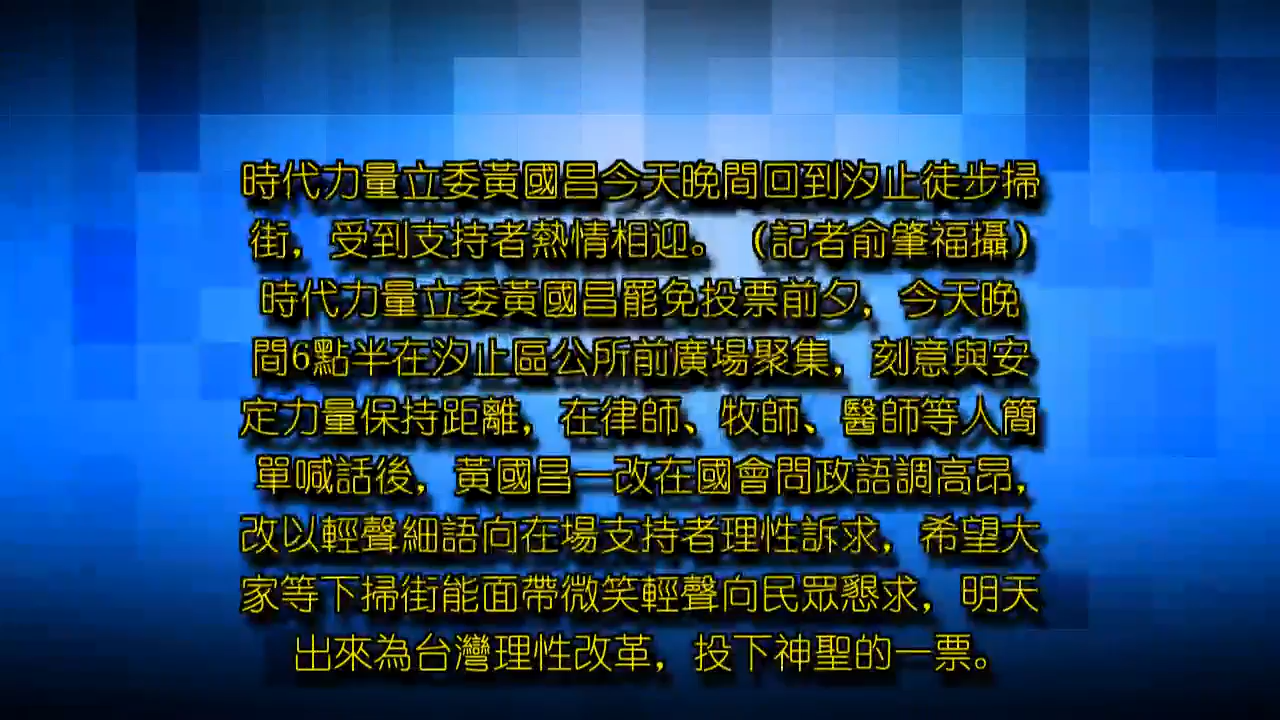 時代力量立委黃國昌今天晚間回到汐止徒步掃
街，受到支持者熱情相迎。（記者俞肇福攝）
時代力量立委黃國昌罷免投票前夕，今天晚
間6點半在汐止區公所前廣場聚集，刻意與安
定力量保持距離，在律師、牧師、醫師等人簡
單喊話後，黃國昌一改在國會問政語調高昂，
改以輕聲細語向在場支持者理性訴求，希望大
家等下掃街能面帶微笑輕聲向民眾懇求，明天
出來為台灣理性改革，投下神聖的一票。